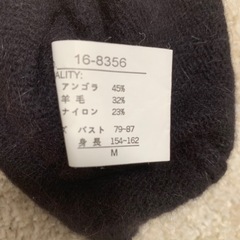 16-8356
ALITY:
アンゴラ 45%
羊毛 32%
ナイロン 23%
ズ バスト 79-87
身長 154-162
M